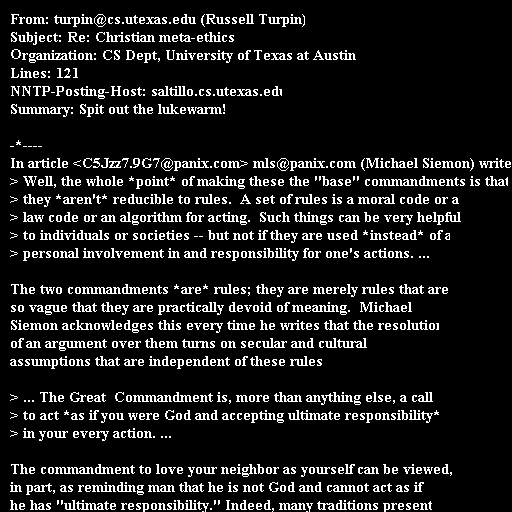 From: turpin@cs.utexas.edu (Russell Turpin)
Subject: Re: Christian meta-ethics
Organization: CS Dept, University of Texas at Austin
Lines: 121
NNTP-Posting-Host: saltillo.cs.utexas.edu
Summary: Spit out the lukewarm!
-*----
In article <C5Jzz7.9G7@panix.com> mls@panix.com (Michael Siemon) write
> Well, the whole *point* of making these the "base" commandments is that
> they *aren't* reducible to rules.  A set of rules is a moral code or a
> law code or an algorithm for acting.  Such things can be very helpful
> to individuals or societies -- but not if they are used *instead* of a
> personal involvement in and responsibility for one's actions. ...
The two commandments *are* rules; they are merely rules that are
so vague that they are practically devoid of meaning.  Michael
Siemon acknowledges this every time he writes that the resolution
of an argument over them turns on secular and cultural
assumptions that are independent of these rules
> ... The Great  Commandment is, more than anything else, a call
> to act *as if you were God and accepting ultimate responsibility*
> in your every action. ...
The commandment to love your neighbor as yourself can be viewed,
in part, as reminding man that he is not God and cannot act as if
he has "ultimate responsibility." Indeed, many traditions present